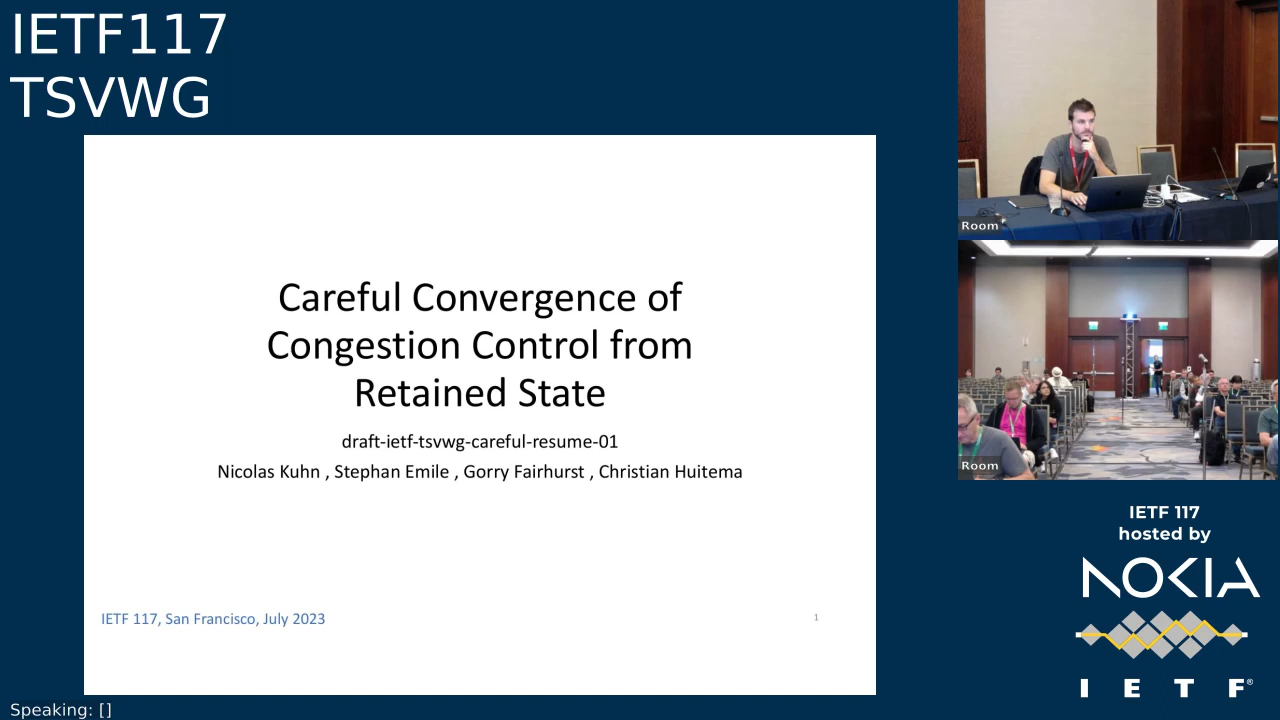 IETF117
TSVWG
Careful Convergence of
Congestion Control from
Retained State
draft-ietf-tsvwg-careful-resume-01
Nicolas Kuhn , Stephan Emile , Gorry Fairhurst , Christian Huitema
IETF 117, San Francisco, July 2023
1
Room
Room
IETF 117
hosted by
NOKIA
I E T F®
Speaking: []